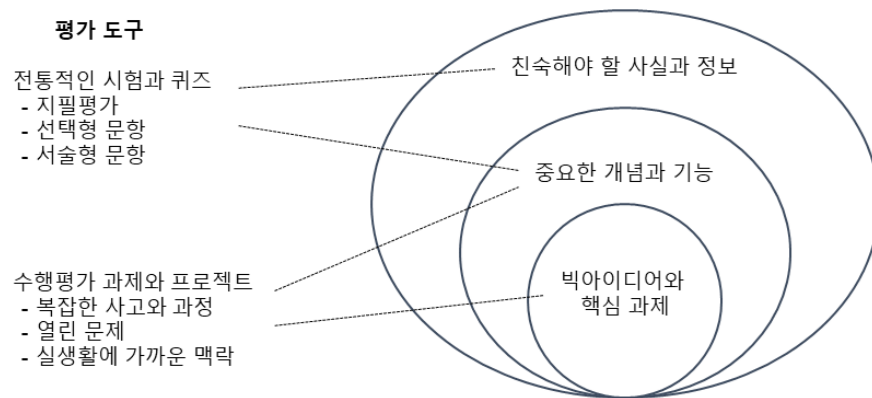 평가 도구
전통적인 시험과 퀴즈
- 지필평가
- 선택형 문항
- 서술형 문항
수행평가 과제와 프로젝트
- 복잡한 사고와 과정
- 열린 문제
- 실생활에 가까운 맥락
친숙해야 할 사실과 정보
중요한 개념과 기능
빅아이디어와
핵심 과제